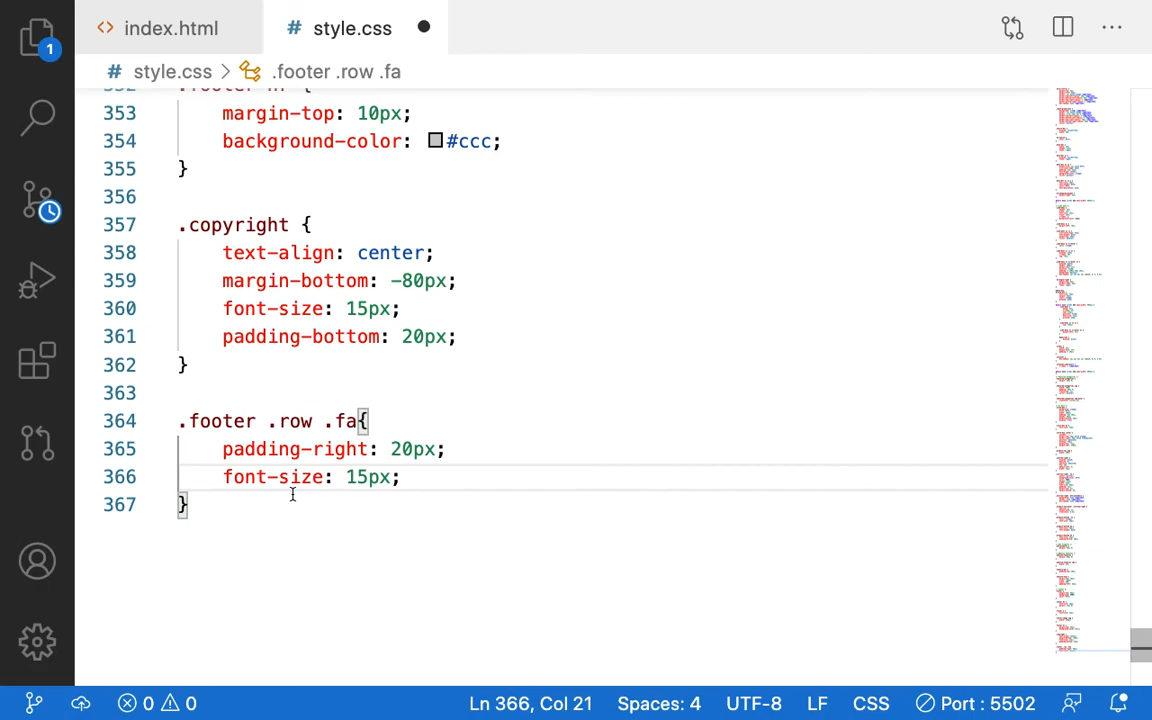 index.html
# style.css
# style.css > .footer .row .fa
353 margin-top: 10px;
354 background-color: #ccc;
355 }
356
357 .copyright {
358 text-align: center;
359 margin-bottom: -80px;
360 font-size: 15px;
361 padding-bottom: 20px;
362 }
363
364 .footer .row .fa{
365 padding-right: 20px;
366 font-size: 15px;
367 }
1
0 0 Ln 366, Col 21 Spaces: 4 UTF-8 LF CSS Port : 5502